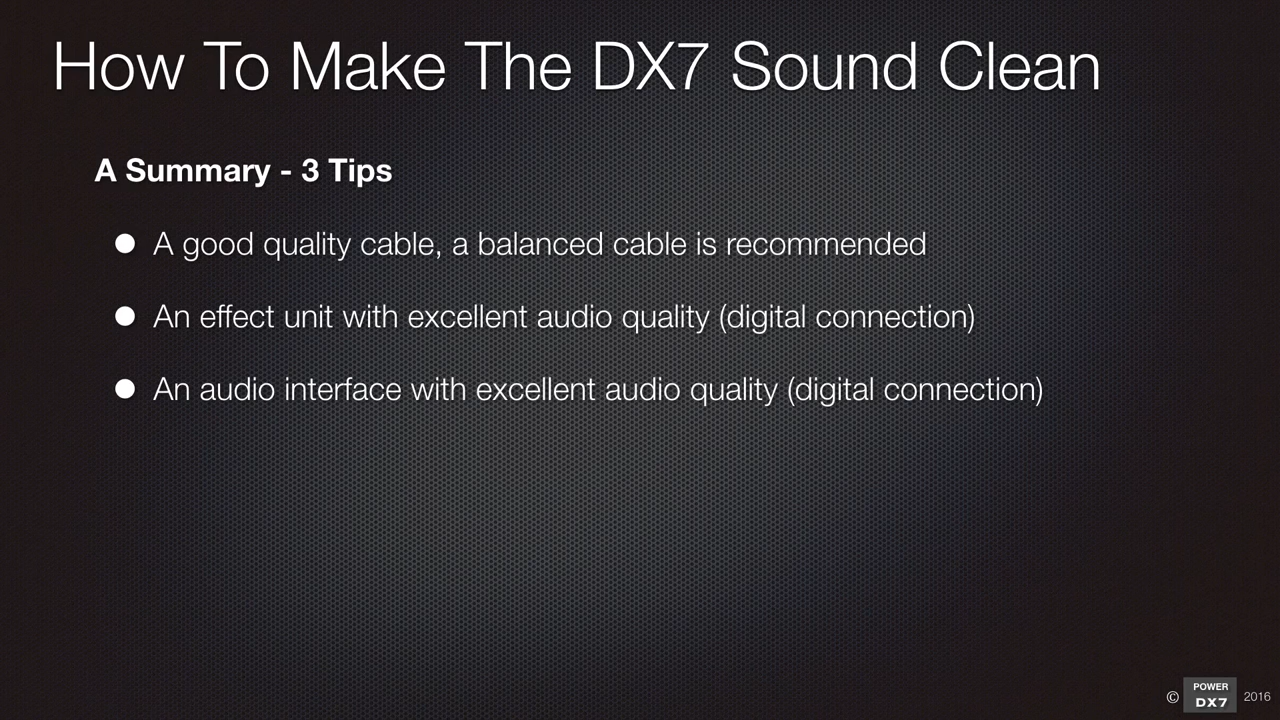 How To Make The DX7 Sound Clean
A Summary - 3 Tips
● A good quality cable, a balanced cable is recommended
● An effect unit with excellent audio quality (digital connection)
● An audio interface with excellent audio quality (digital connection)
© POWER DX7 2016